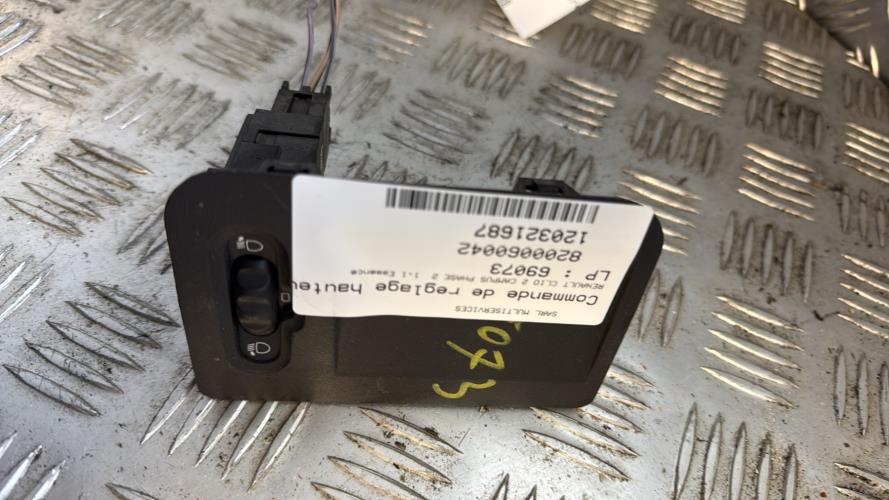 SARL MULTISERVICES
Commande de reglage hauteu
RENAULT CLIO 2 CAMPUS PHASE 2 1.1 Essence
LP : 69073
8200060042
120321687
073